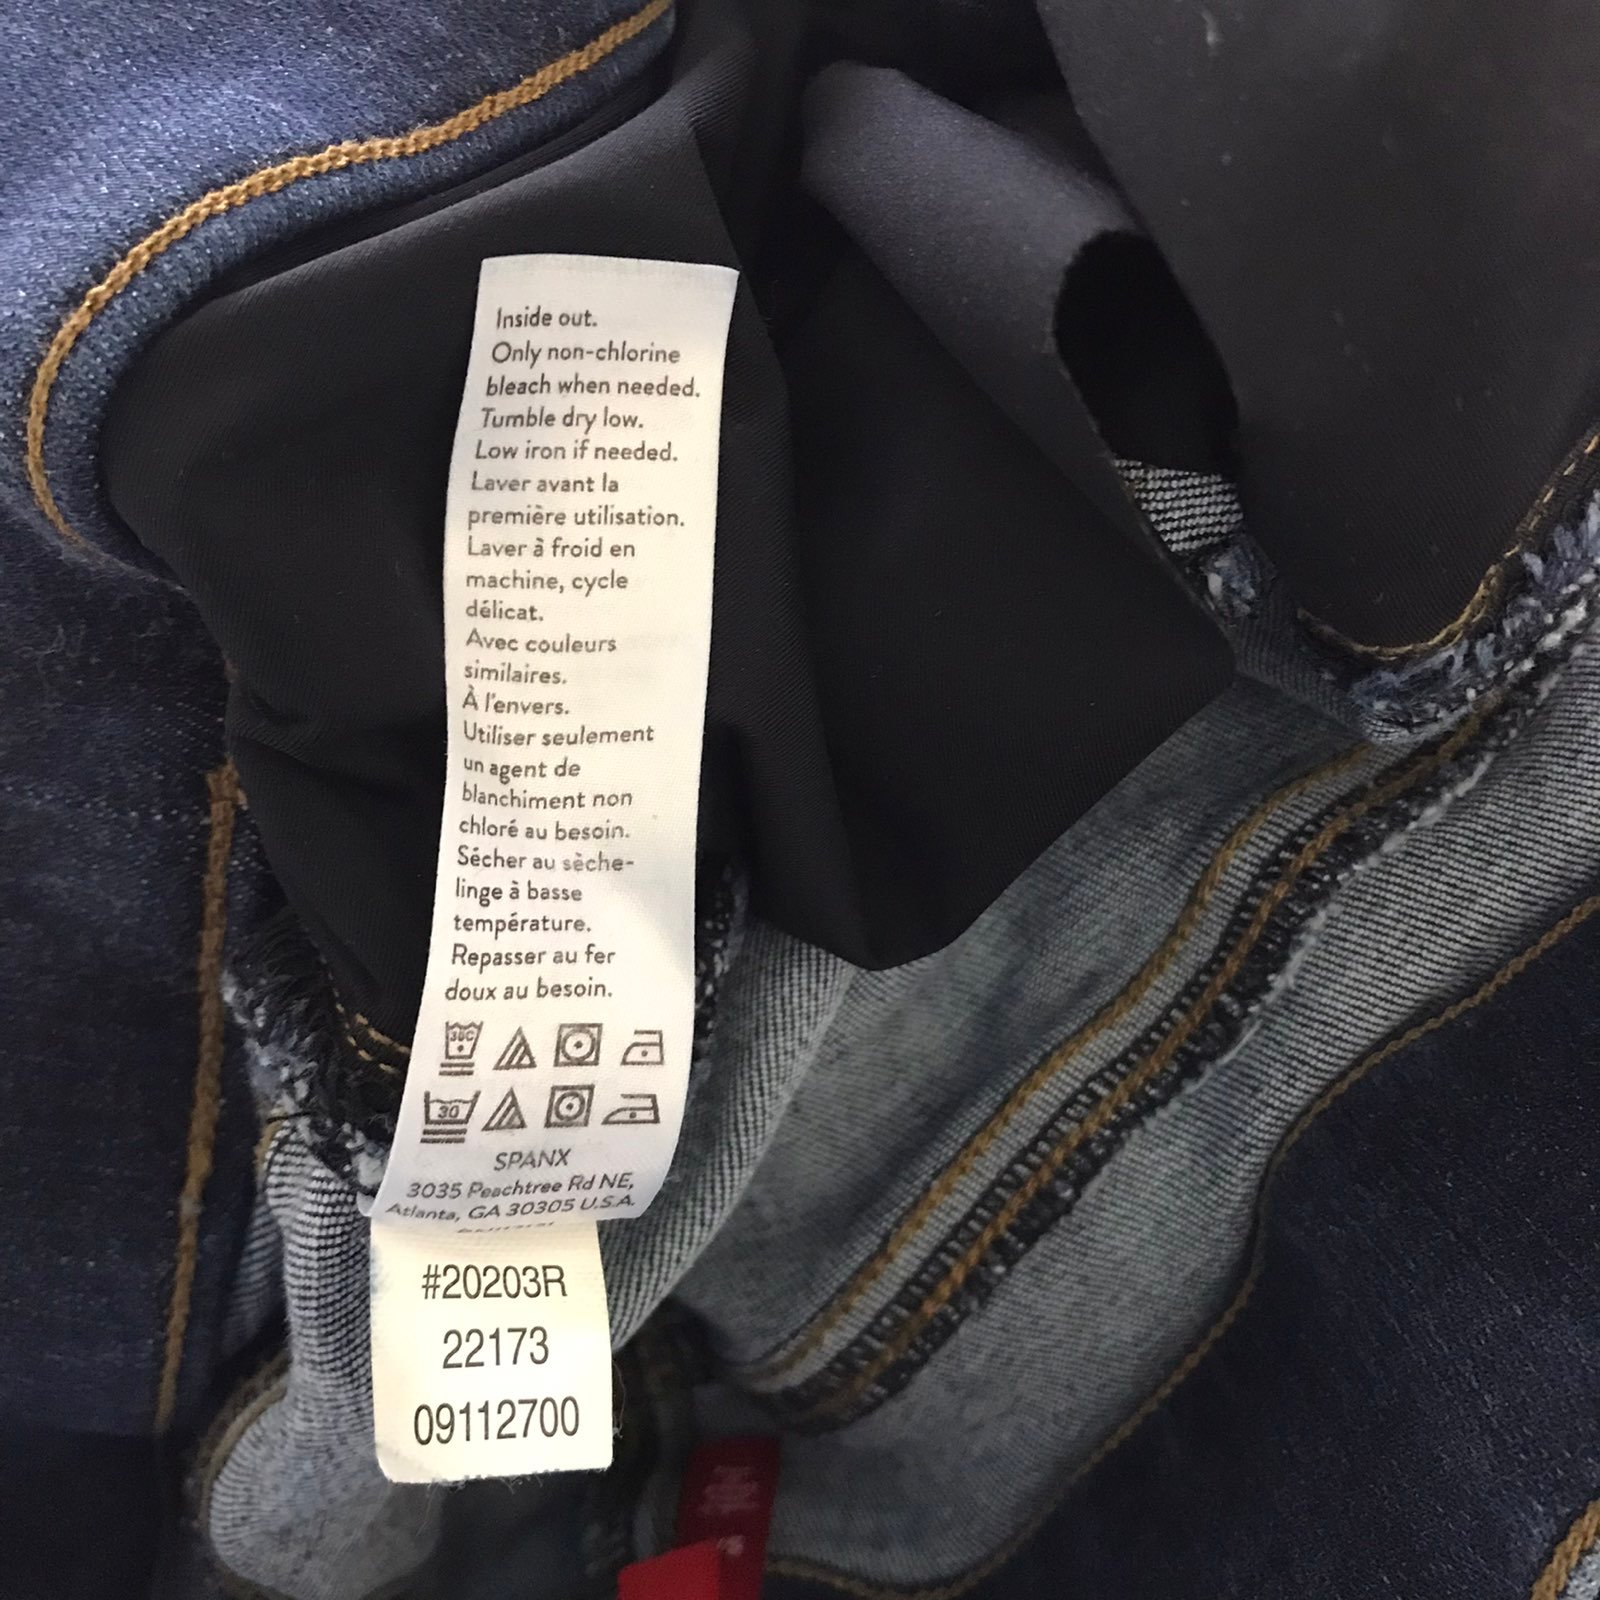 Inside out.
Only non-chlorine
bleach when needed.
Tumble dry low.
Low iron if needed.
Laver avant la
première utilisation.
Laver à froid en
machine, cycle
délicat.
Avec couleurs
similaires.
À l'envers.
Utiliser seulement
un agent de
blanchiment non
chloré au besoin.
Sécher au sèche-
linge à basse
température.
Repasser au fer
doux au besoin.
30C
30
SPANX
3035 Peachtree Rd NE,
Atlanta, GA 30305 U.S.A.
#20203R
22173
09112700